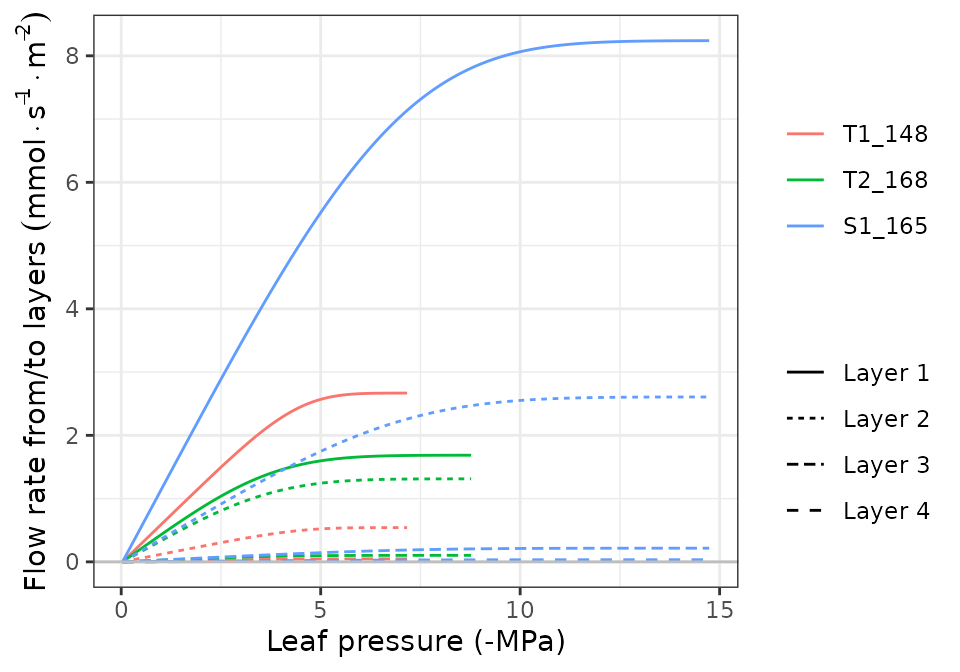 Flow rate from/to layers (mmol · s⁻¹ · m⁻²)
8
6
4
2
0
0 5 10 15
Leaf pressure (-MPa)
T1_148
T2_168
S1_165
Layer 1
Layer 2
Layer 3
Layer 4